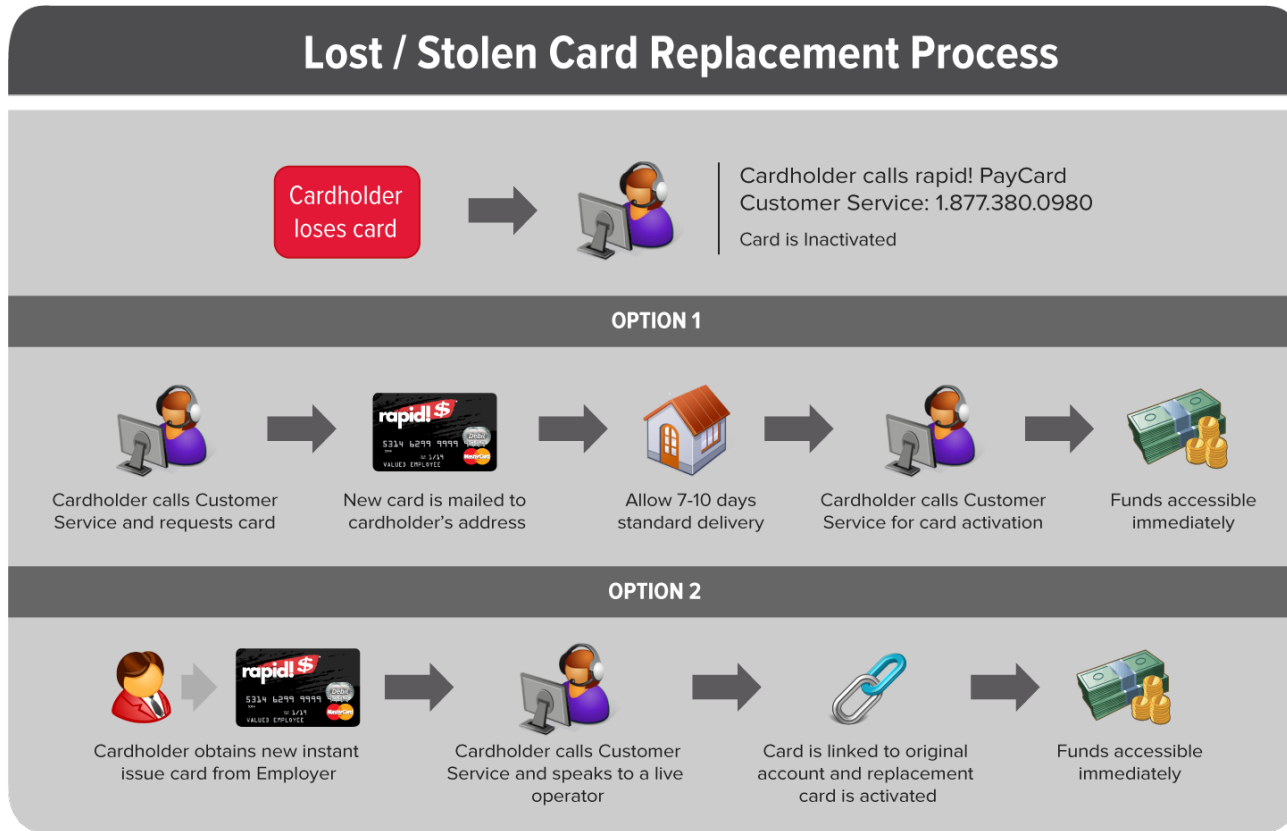 Lost / Stolen Card Replacement Process
Cardholder
loses card
Cardholder calls rapid! PayCard
Customer Service: 1.877.380.0980
Card is Inactivated
OPTION 1
rapid! $
5314 6299 9999
Debit
1/19
MasterCard
VALUED EMPLOYEE
Cardholder calls Customer
Service and requests card
New card is mailed to
cardholder's address
Allow 7-10 days
standard delivery
Cardholder calls Customer
Service for card activation
Funds accessible
immediately
OPTION 2
rapid! $
5314 6299 9999
Debit
1/19
MasterCard
VALUED EMPLOYEE
Cardholder obtains new instant
issue card from Employer
Cardholder calls Customer
Service and speaks to a live
operator
Card is linked to original
account and replacement
card is activated
Funds accessible
immediately